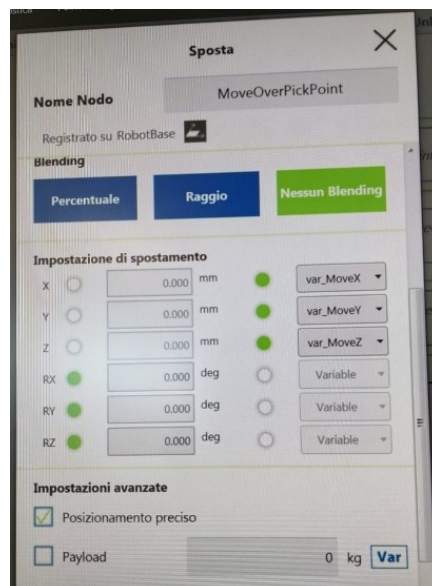 Sposta
Nome Nodo MoveOverPickPoint
Registrato su RobotBase
Blending
Percentuale Raggio Nessun Blending
Impostazione di spostamento
X 0.000 mm var_MoveX
Y 0.000 mm var_MoveY
Z 0.000 mm var_MoveZ
RX 0.000 deg Variable
RY 0.000 deg Variable
RZ 0.000 deg Variable
Impostazioni avanzate
Posizionamento preciso
Payload 0 kg Var